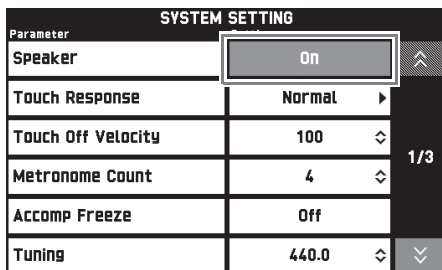 SYSTEM SETTING
Parameter
Speaker On
Touch Response Normal
Touch Off Velocity 100
1/3
Metronome Count 4
Accomp Freeze Off
Tuning 440.0